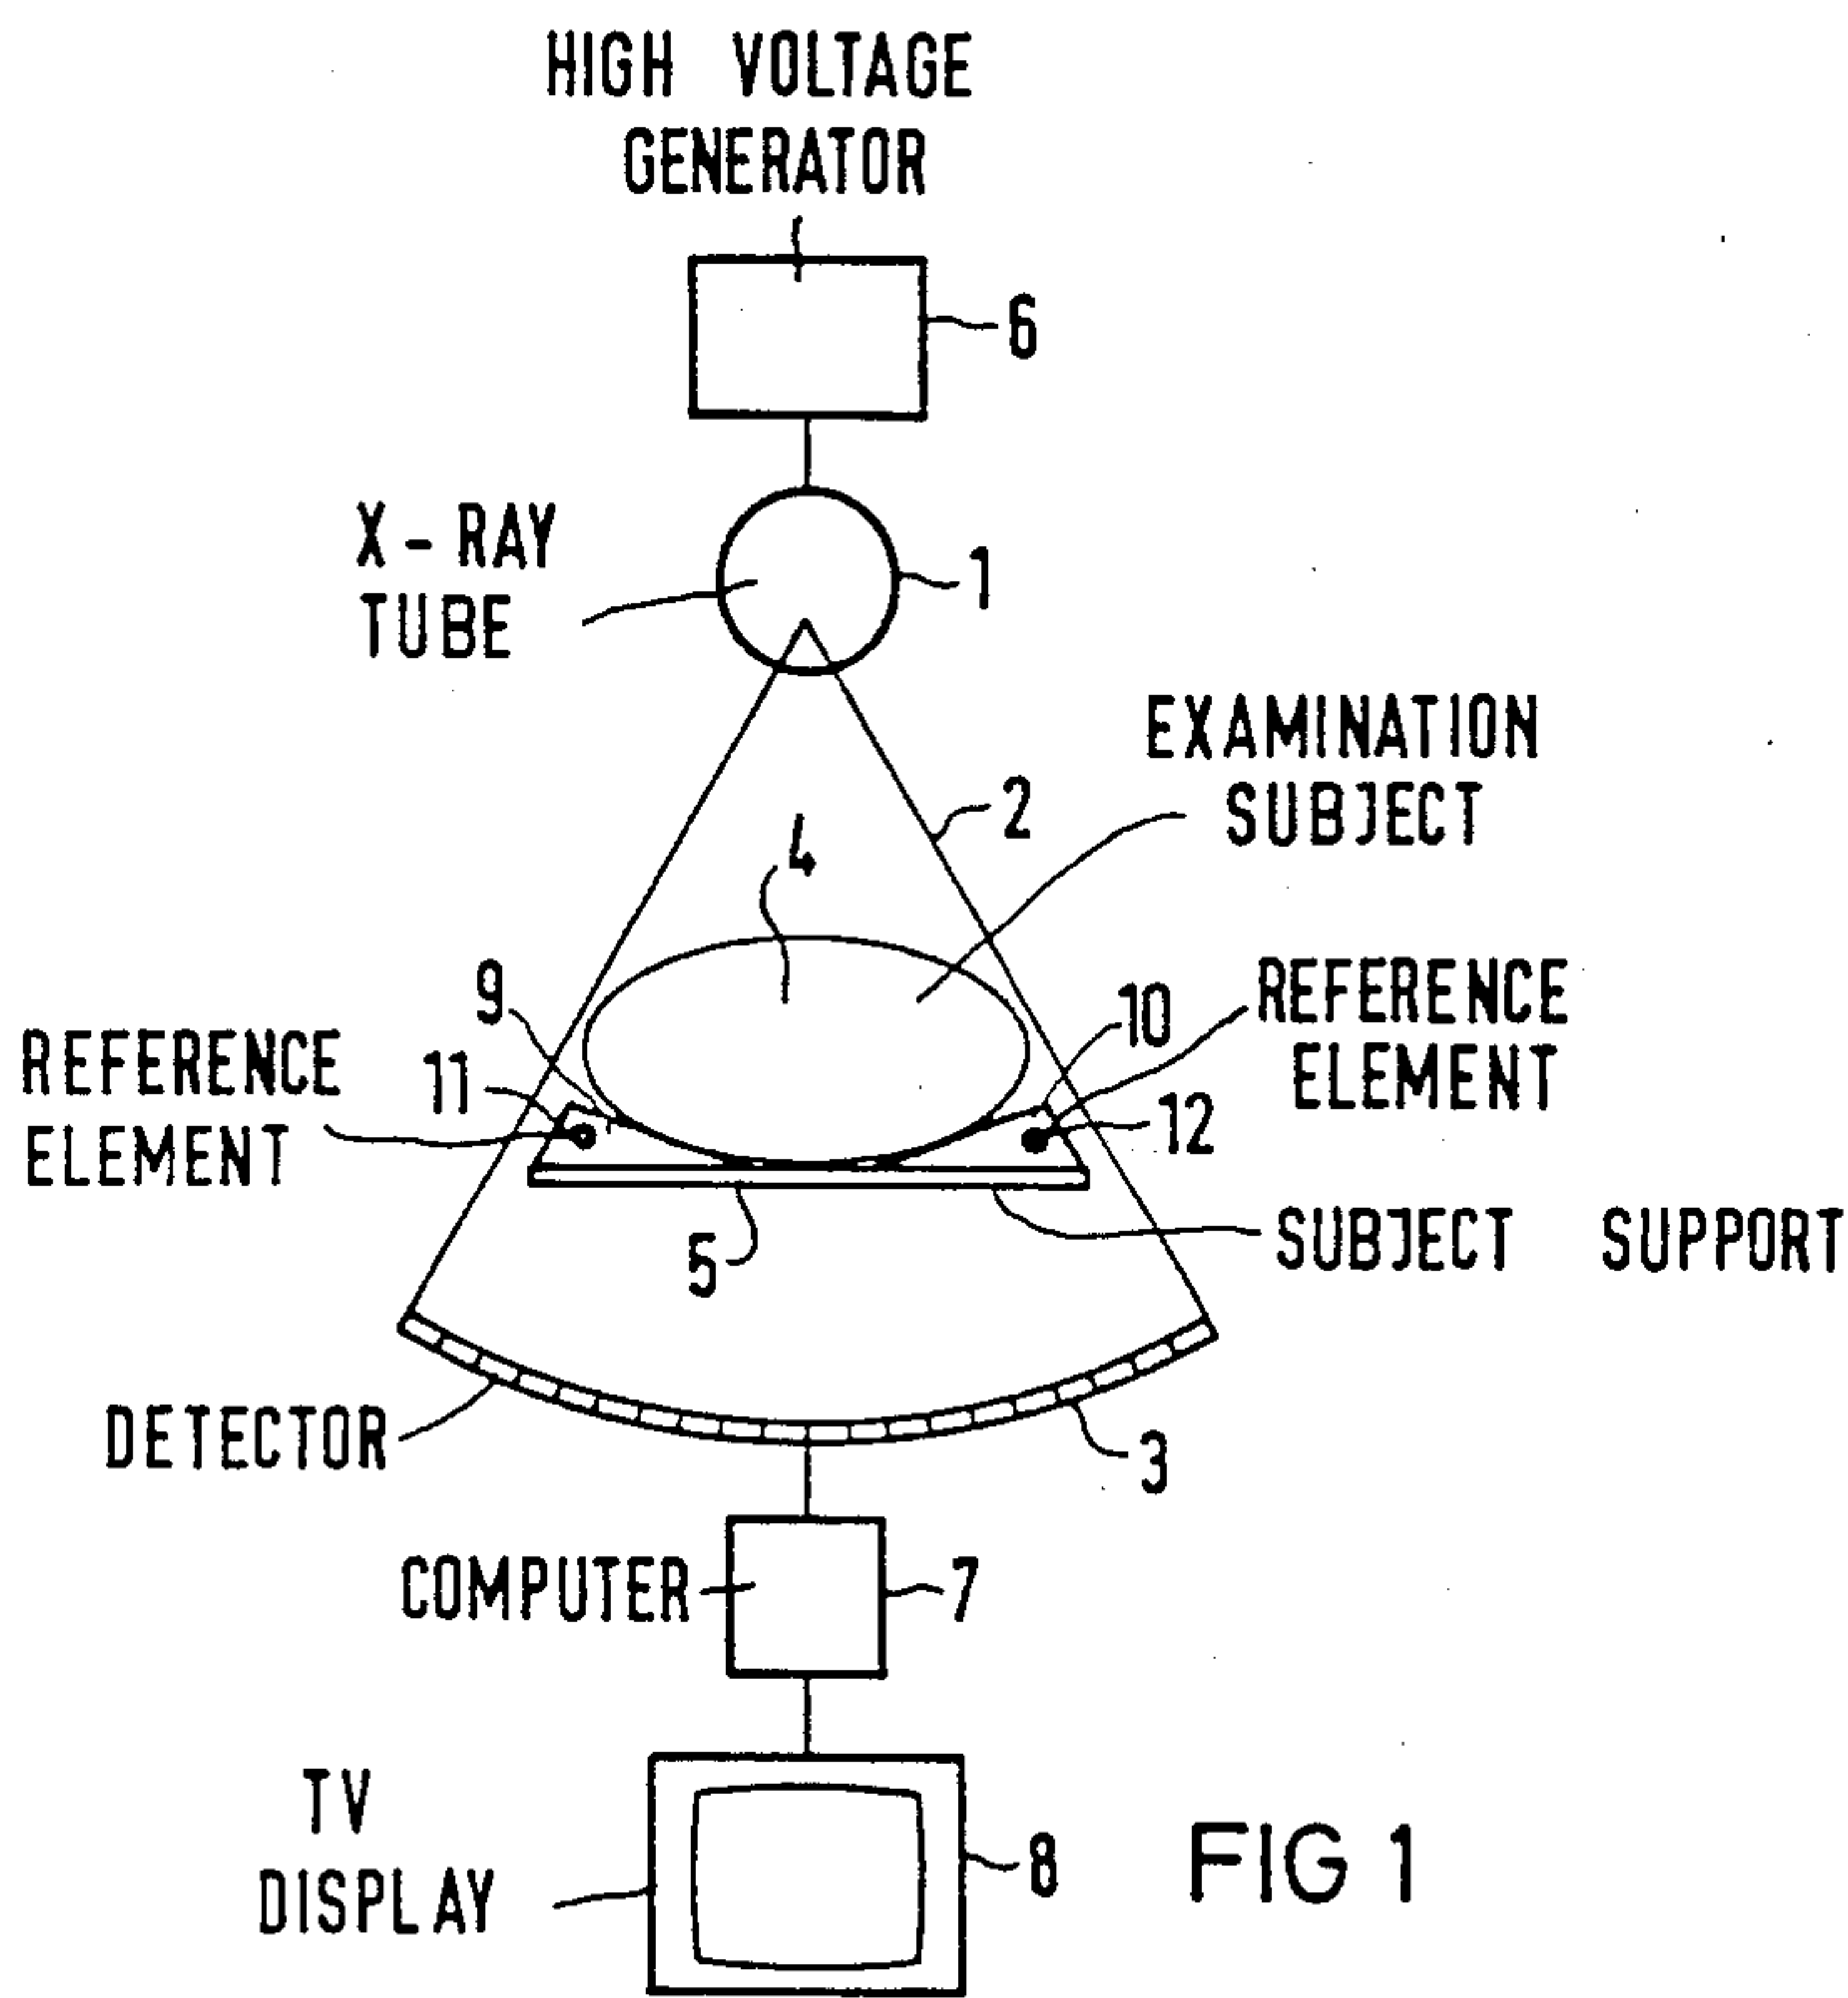 HIGH VOLTAGE
GENERATOR
6
X-RAY
TUBE
1
EXAMINATION
SUBJECT
2
4
9
10
REFERENCE
ELEMENT
REFERENCE
ELEMENT
11
12
5
SUBJECT SUPPORT
DETECTOR
3
COMPUTER
7
TV
DISPLAY
8
FIG 1